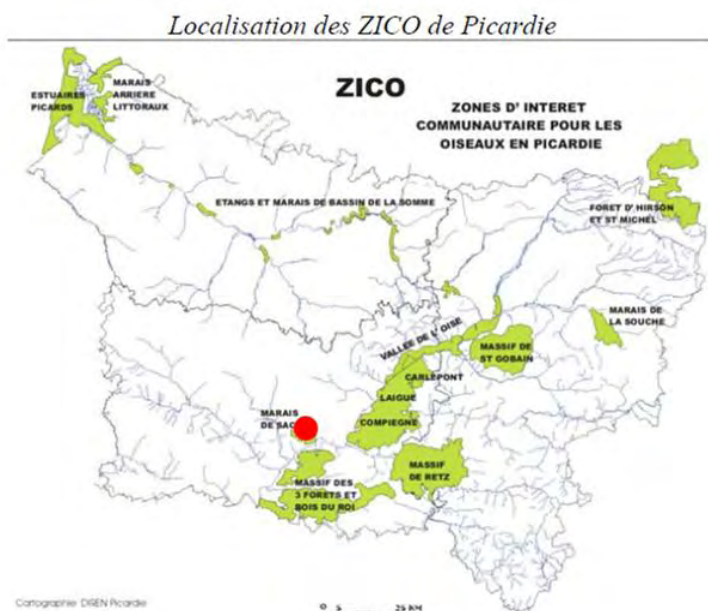 Localisation des ZICO de Picardie
ZICO
ZONES D' INTERET
COMMUNAUTAIRE POUR LES
OISEAUX EN PICARDIE
ESTUAIRES
PICARDS
MARAIS
ARRIERE
LITTORAUX
ETANGS ET MARAIS DE BASSIN DE LA SOMME
FORET D' HIRSON
ET ST MICHEL
MARAIS DE
LA SOUCHE
VALLEE DE L' OISE
MASSIF DE
ST GOBAIN
CARLEPONT
LAIGUE
COMPIEGNE
MARAIS
DE SAC
MASSIF
DE RETZ
MASSIF DES
3 FORETS ET
BOIS DU ROI
Cartographie DIREN Picardie
0 5 25 KM